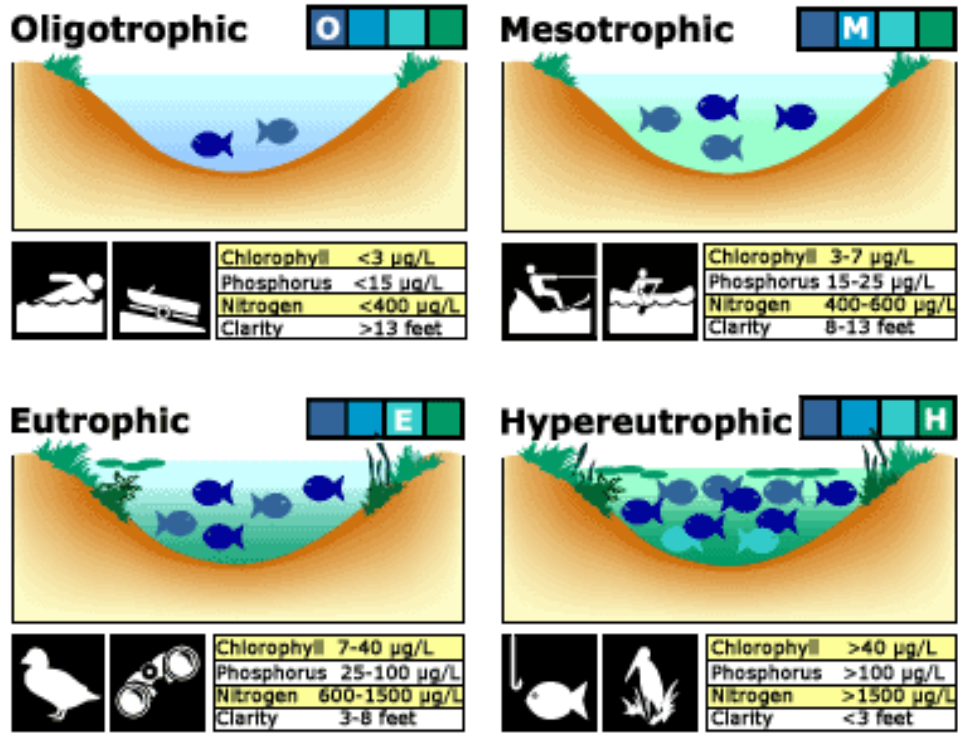 Oligotrophic O
Mesotrophic M
Chlorophyll <3 µg/L
Phosphorus <15 µg/L
Nitrogen <400 µg/L
Clarity >13 feet
Chlorophyll 3-7 µg/L
Phosphorus 15-25 µg/L
Nitrogen 400-600 µg/L
Clarity 8-13 feet
Eutrophic E
Hypereutrophic H
Chlorophyll 7-40 µg/L
Phosphorus 25-100 µg/L
Nitrogen 600-1500 µg/L
Clarity 3-8 feet
Chlorophyll >40 µg/L
Phosphorus >100 µg/L
Nitrogen >1500 µg/L
Clarity <3 feet